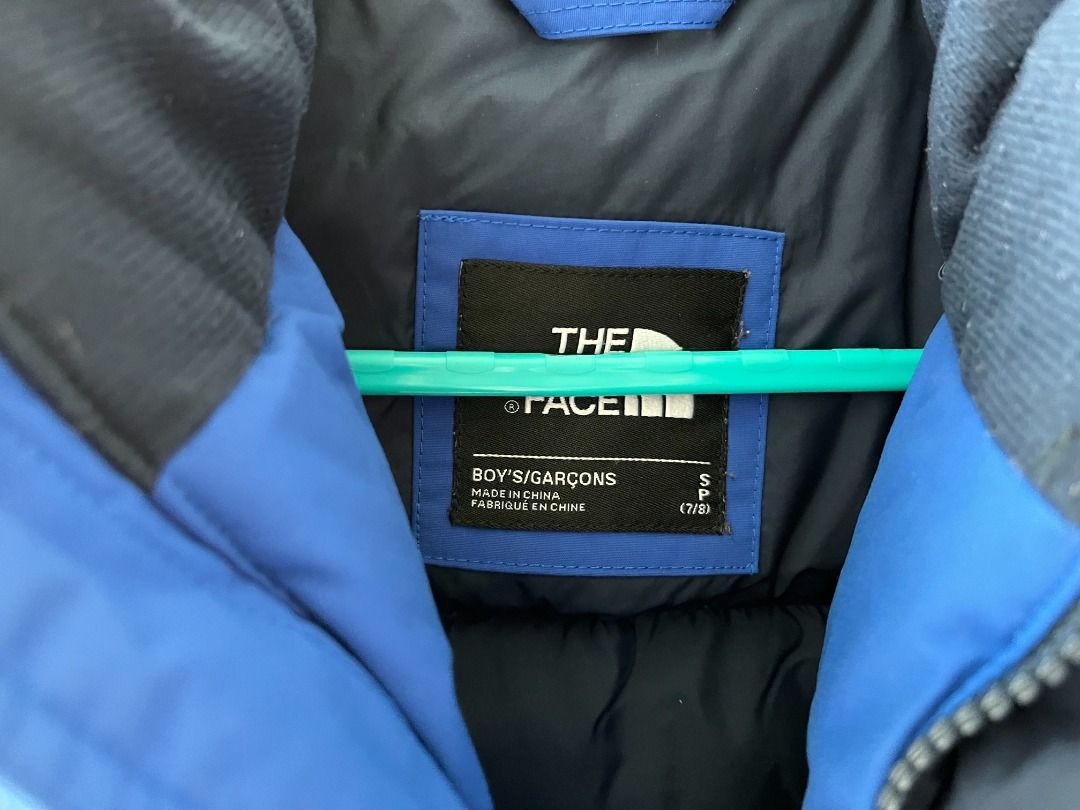 THE
® FACE
BOY'S/GARÇONS S
MADE IN CHINA P
FABRIQUÉ EN CHINE (7/8)